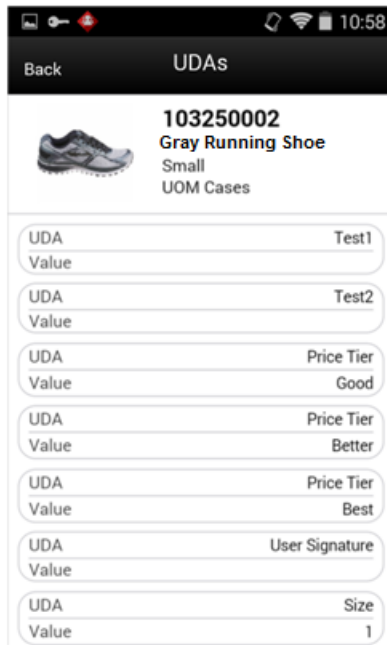 10:58
Back UDAs
103250002
Gray Running Shoe
Small
UOM Cases
UDA Test1
Value
UDA Test2
Value
UDA Price Tier
Value Good
UDA Price Tier
Value Better
UDA Price Tier
Value Best
UDA User Signature
Value
UDA Size
Value 1